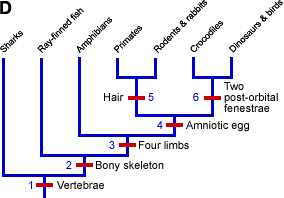 D
Sharks
Ray-finned fish
Amphibians
Primates
Rodents & rabbits
Crocodiles
Dinosaurs & birds
Hair 5
6 Two
post-orbital
fenestrae
4 Amniotic egg
3 Four limbs
2 Bony skeleton
1 Vertebrae